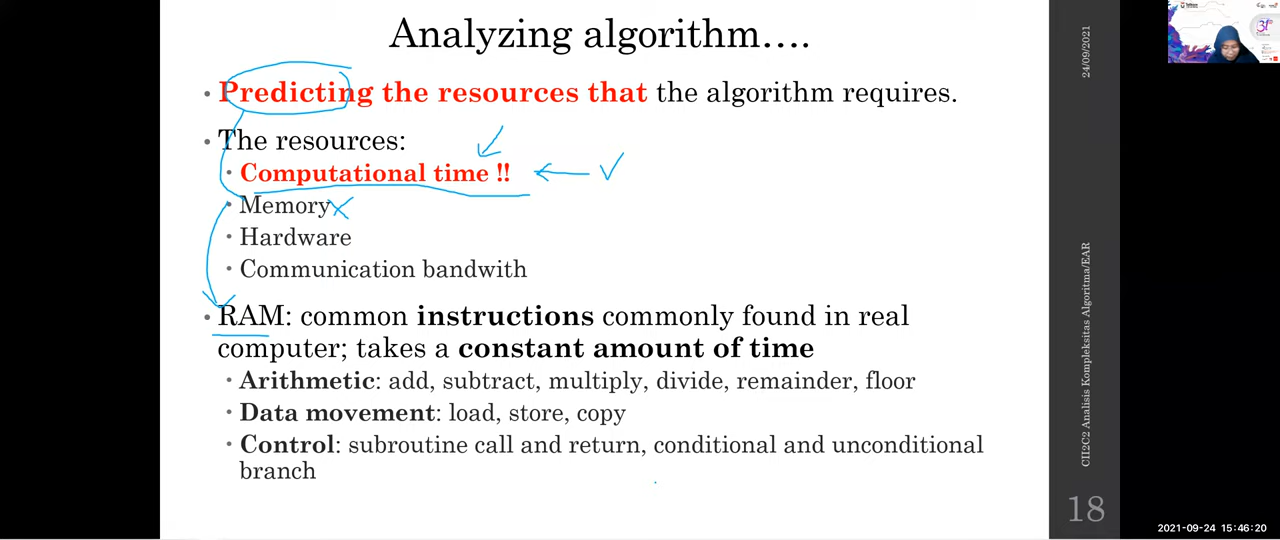 Analyzing algorithm....
• Predicting the resources that the algorithm requires.
• The resources:
• Computational time !!
• Memory
• Hardware
• Communication bandwith
• RAM: common instructions commonly found in real
computer; takes a constant amount of time
• Arithmetic: add, subtract, multiply, divide, remainder, floor
• Data movement: load, store, copy
• Control: subroutine call and return, conditional and unconditional
branch
24/09/2021
CII2C2 Analisis Kompleksitas Algoritma/EAR
18
2021-09-24 15:46:20